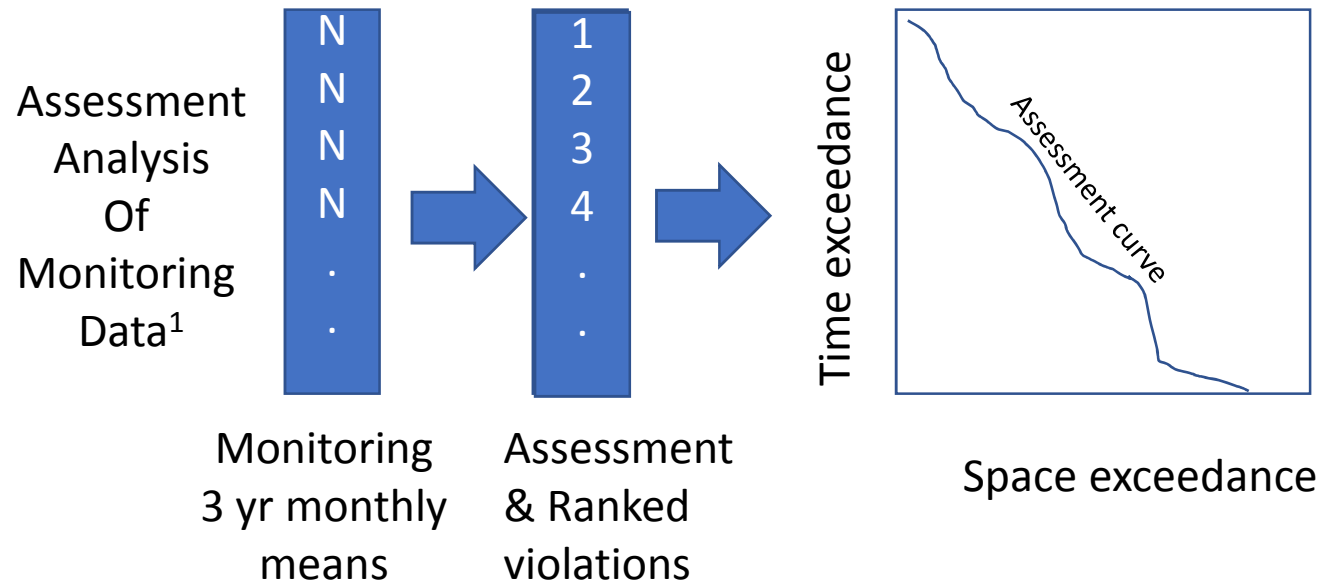 Assessment
Analysis
Of
Monitoring
Data¹
N
N
N
N
.
.
Monitoring
3 yr monthly
means
1
2
3
4
.
.
Assessment
& Ranked
violations
Time exceedance
Assessment curve
Space exceedance